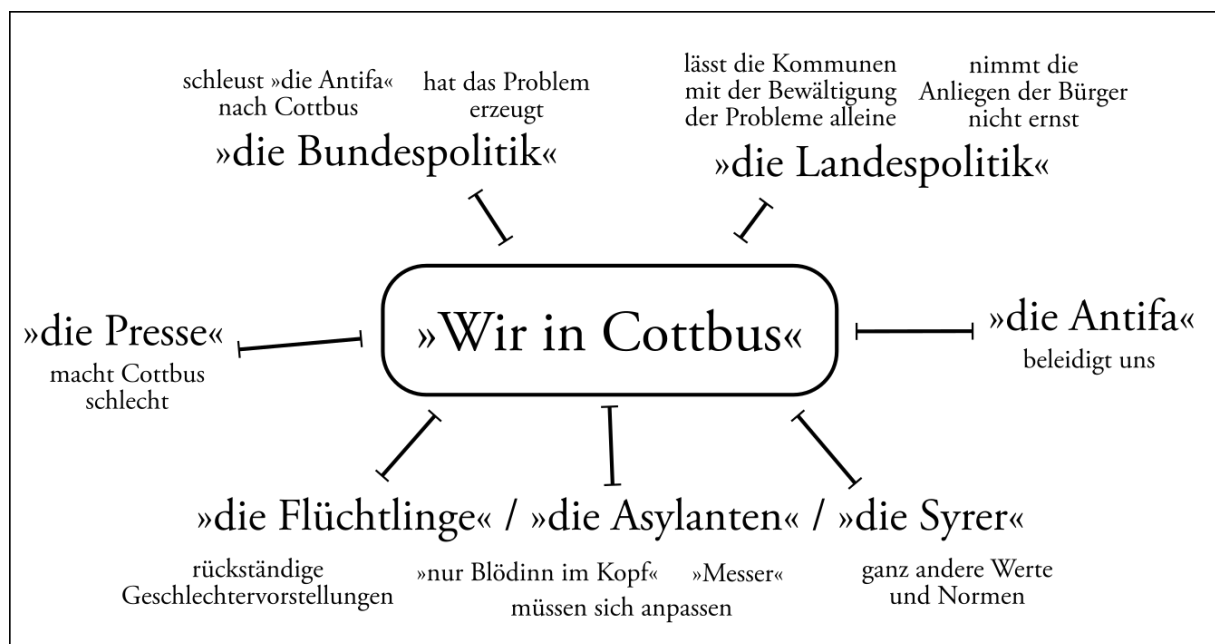 schleust »die Antifa«
nach Cottbus
hat das Problem
erzeugt
»die Bundespolitik«
lässt die Kommunen
mit der Bewältigung
der Probleme alleine
nimmt die
Anliegen der Bürger
nicht ernst
»die Landespolitik«
»die Presse«
macht Cottbus
schlecht
»Wir in Cottbus«
»die Antifa«
beleidigt uns
»die Flüchtlinge« / »die Asylanten« / »die Syrer«
rückständige
Geschlechtervorstellungen
»nur Blödinn im Kopf«
»Messer«
müssen sich anpassen
ganz andere Werte
und Normen